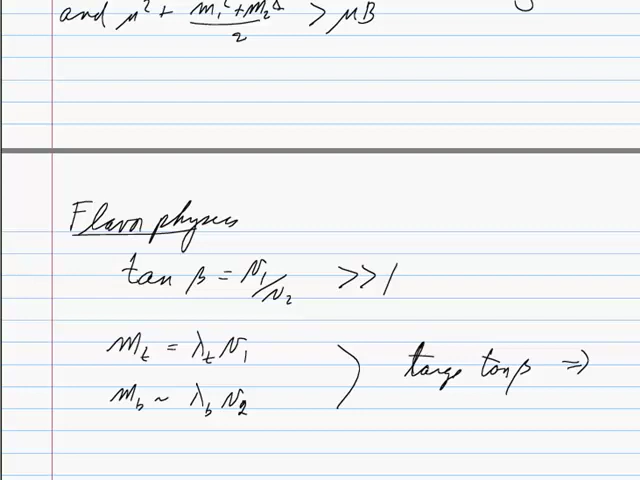 and μ² + (m₁² + m₂²)/2 > μB
Flavor physics
tan β = v₁/v₂ >> 1
m_t = λ_t v₁
m_b ~ λ_b v₂
large tan β ⇒